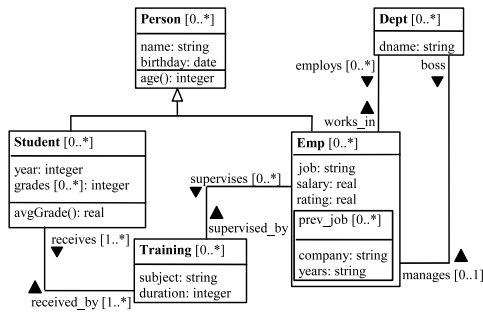 Person [0..*]
name: string
birthday: date
age(): integer
Dept [0..*]
dname: string
employs [0..*]
boss
works_in
Student [0..*]
year: integer
grades [0..*]: integer
avgGrade(): real
Emp [0..*]
job: string
salary: real
rating: real
prev_job [0..*]
company: string
years: string
supervises [0..*]
supervised_by
receives [1..*]
Training [0..*]
subject: string
duration: integer
received_by [1..*]
manages [0..1]